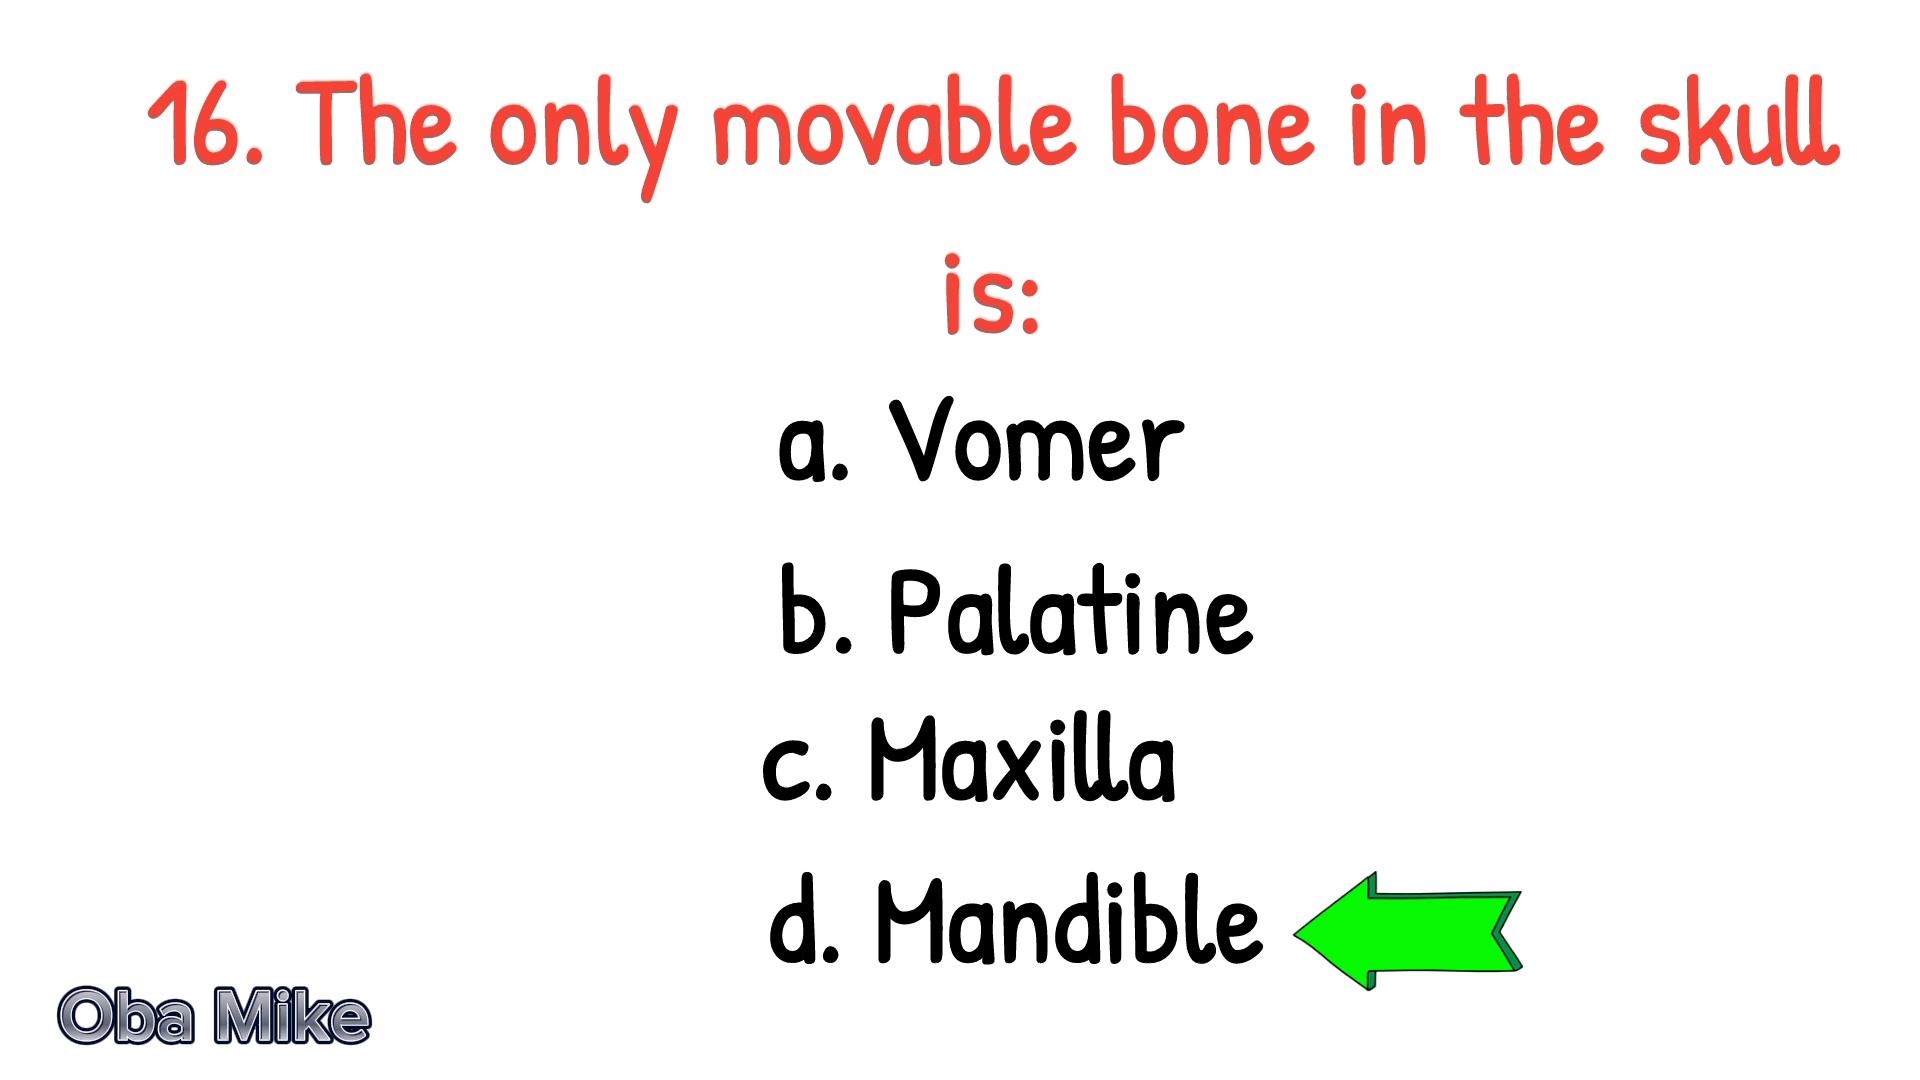 16. The only movable bone in the skull
is:
a. Vomer
b. Palatine
c. Maxilla
d. Mandible
Oba Mike